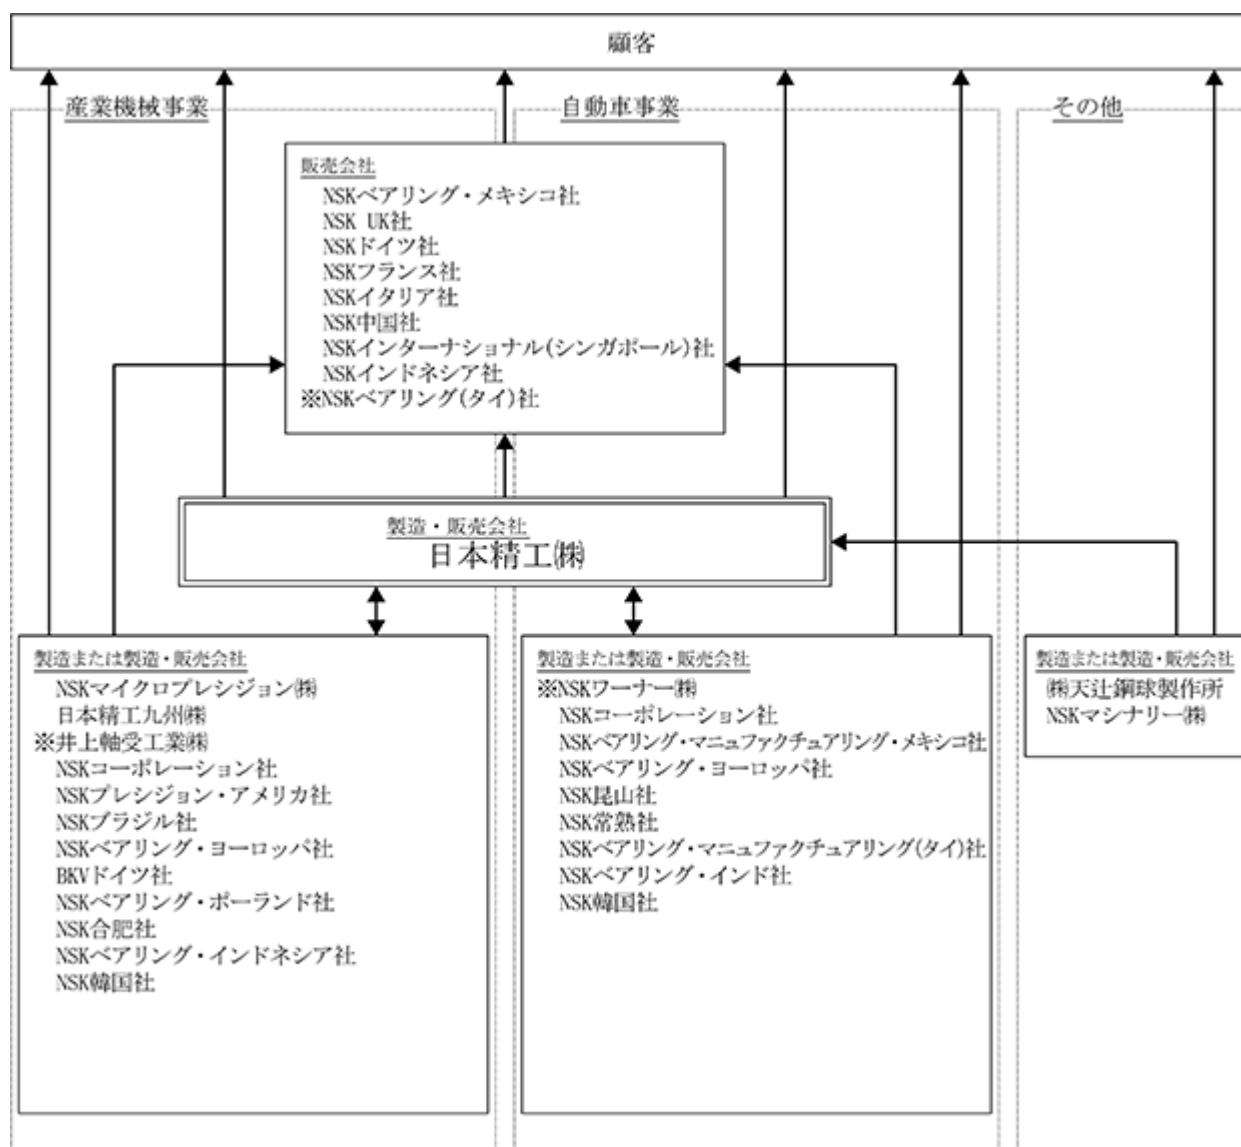 顧客
産業機械事業
自動車事業
その他
販売会社
NSKベアリング・メキシコ社
NSK UK社
NSKドイツ社
NSKフランス社
NSKイタリア社
NSK中国社
NSKインターナショナル(シンガポール)社
NSKインドネシア社
※NSKベアリング(タイ)社
製造・販売会社
日本精工㈱
製造または製造・販売会社
NSKマイクロプレシジョン㈱
日本精工九州㈱
※井上軸受工業㈱
NSKコーポレーション社
NSKプレシジョン・アメリカ社
NSKブラジル社
NSKベアリング・ヨーロッパ社
BKVドイツ社
NSKベアリング・ポーランド社
NSK合肥社
NSKベアリング・インドネシア社
NSK韓国社
製造または製造・販売会社
※NSKワーナー㈱
NSKコーポレーション社
NSKベアリング・マニュファクチュアリング・メキシコ社
NSKベアリング・ヨーロッパ社
NSK昆山社
NSK常熟社
NSKベアリング・マニュファクチュアリング(タイ)社
NSKベアリング・インド社
NSK韓国社
製造または製造・販売会社
㈱天辻鋼球製作所
NSKマシナリー㈱